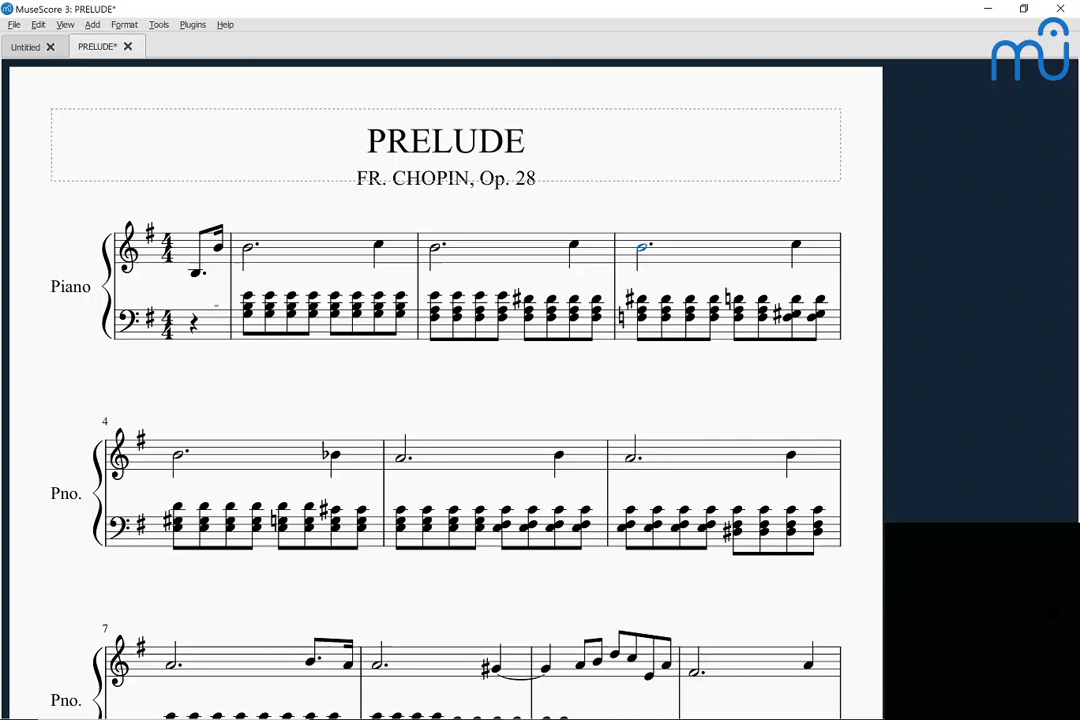 MuseScore 3: PRELUDE*
File Edit View Add Format Tools Plugins Help
Untitled PRELUDE*
PRELUDE
FR. CHOPIN, Op. 28
Piano
4
Pno.
7
Pno.